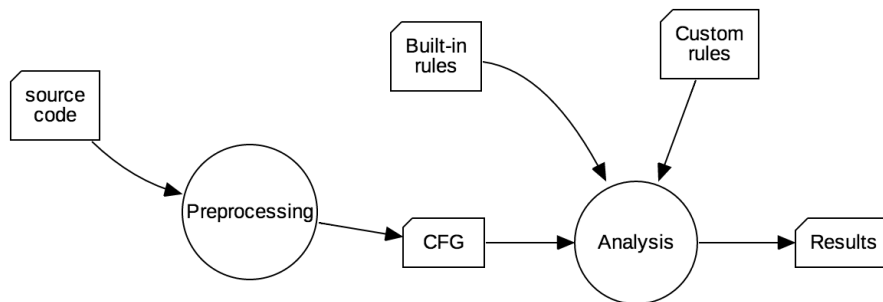 Built-in
rules
Custom
rules
source
code
Preprocessing
CFG
Analysis
Results